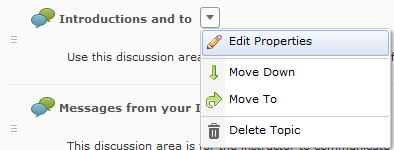 Introductions and to
Edit Properties
Use this discussion area
Move Down
Move To
Messages from your
Delete Topic
This discussion area is for the instructor to communicate